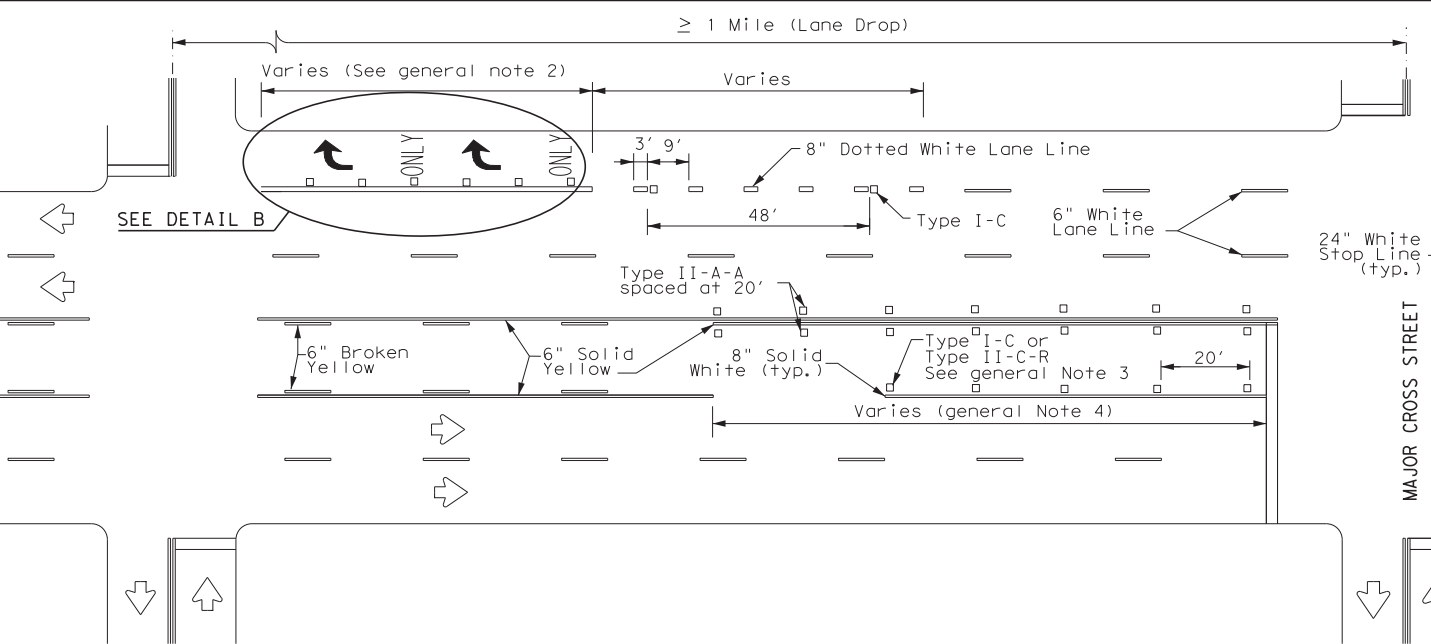 ≥ 1 Mile (Lane Drop)
Varies (See general note 2)
Varies
ONLY
ONLY
3'
9'
8" Dotted White Lane Line
SEE DETAIL B
48'
Type I-C
6" White
Lane Line
24" White
Stop Line
(typ.)
Type II-A-A
spaced at 20'
6" Broken
Yellow
6" Solid
Yellow
8" Solid
White (typ.)
Type I-C or
Type II-C-R
See general Note 3
20'
Varies (general Note 4)
MAJOR CROSS STREET